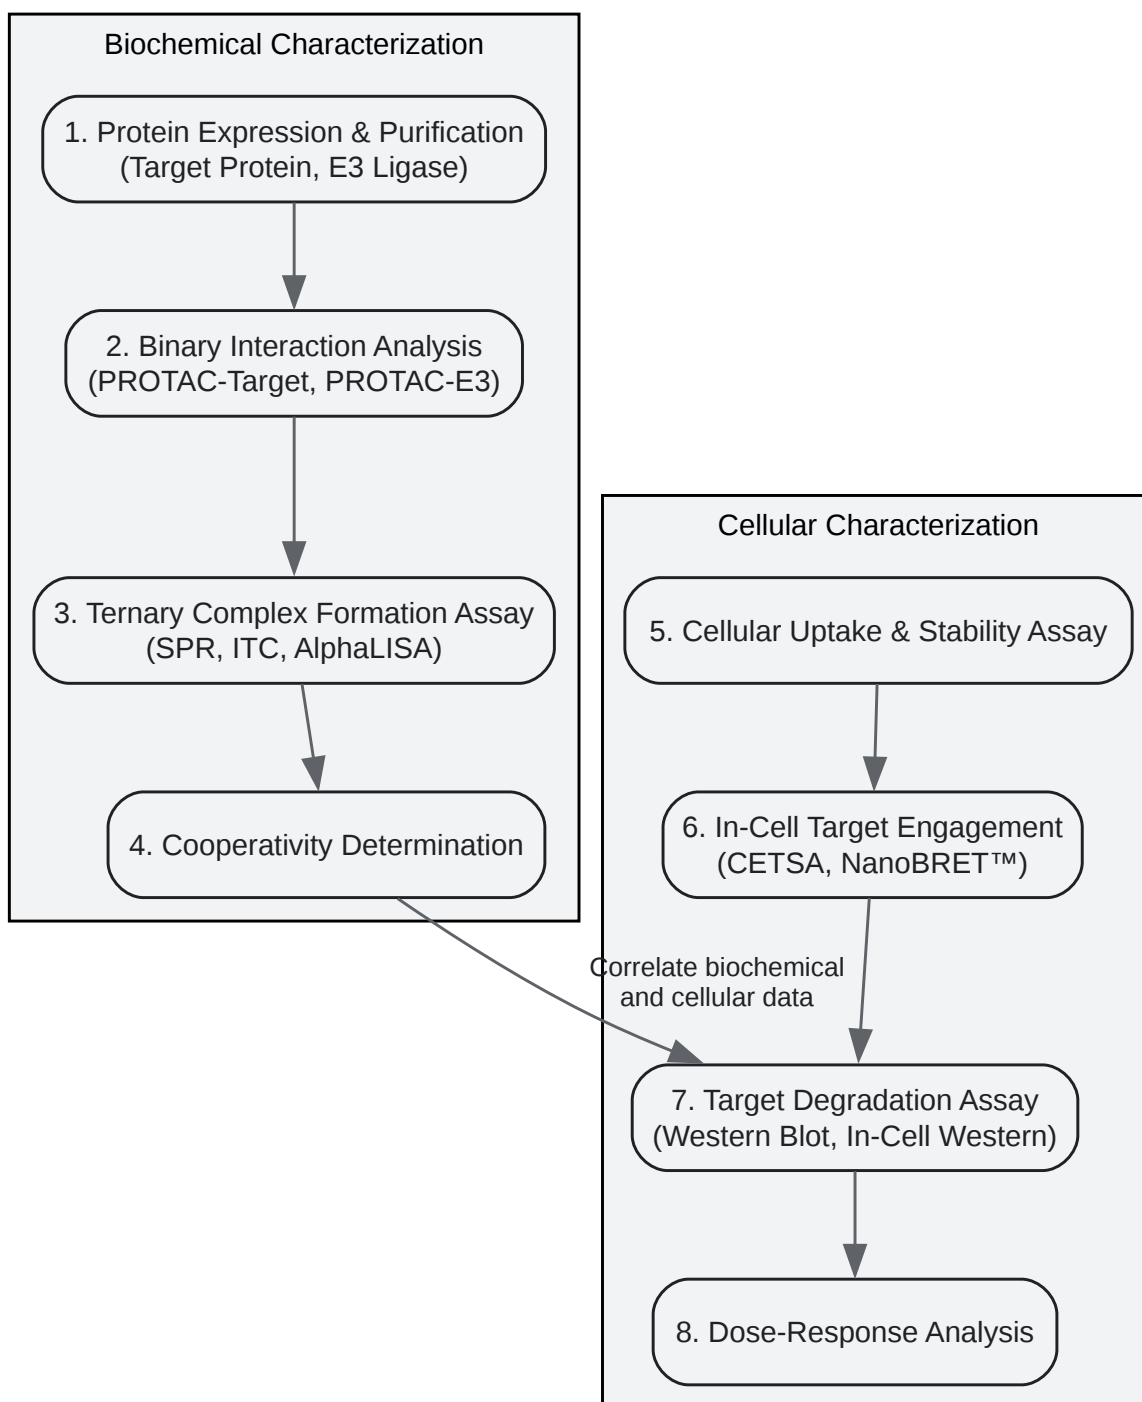 Biochemical Characterization
1. Protein Expression & Purification
(Target Protein, E3 Ligase)
2. Binary Interaction Analysis
(PROTAC-Target, PROTAC-E3)
3. Ternary Complex Formation Assay
(SPR, ITC, AlphaLISA)
4. Cooperativity Determination
Correlate biochemical
and cellular data
Cellular Characterization
5. Cellular Uptake & Stability Assay
6. In-Cell Target Engagement
(CETSA, NanoBRET™)
7. Target Degradation Assay
(Western Blot, In-Cell Western)
8. Dose-Response Analysis